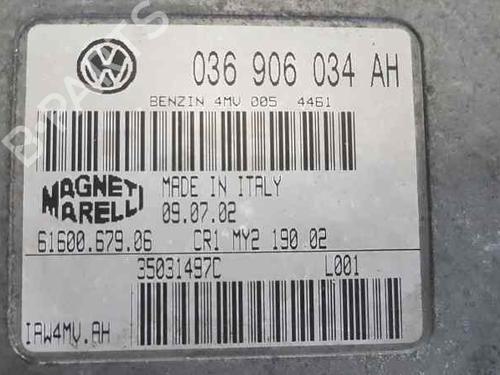 036 906 034 AH
BENZIN 4MV 005 4461
MAGNETI MARELLI
MADE IN ITALY
09.07.02
61600.679.06 CR1 MY2 190.02
35031497C L001
IAW4MV.AH
B-PARTS